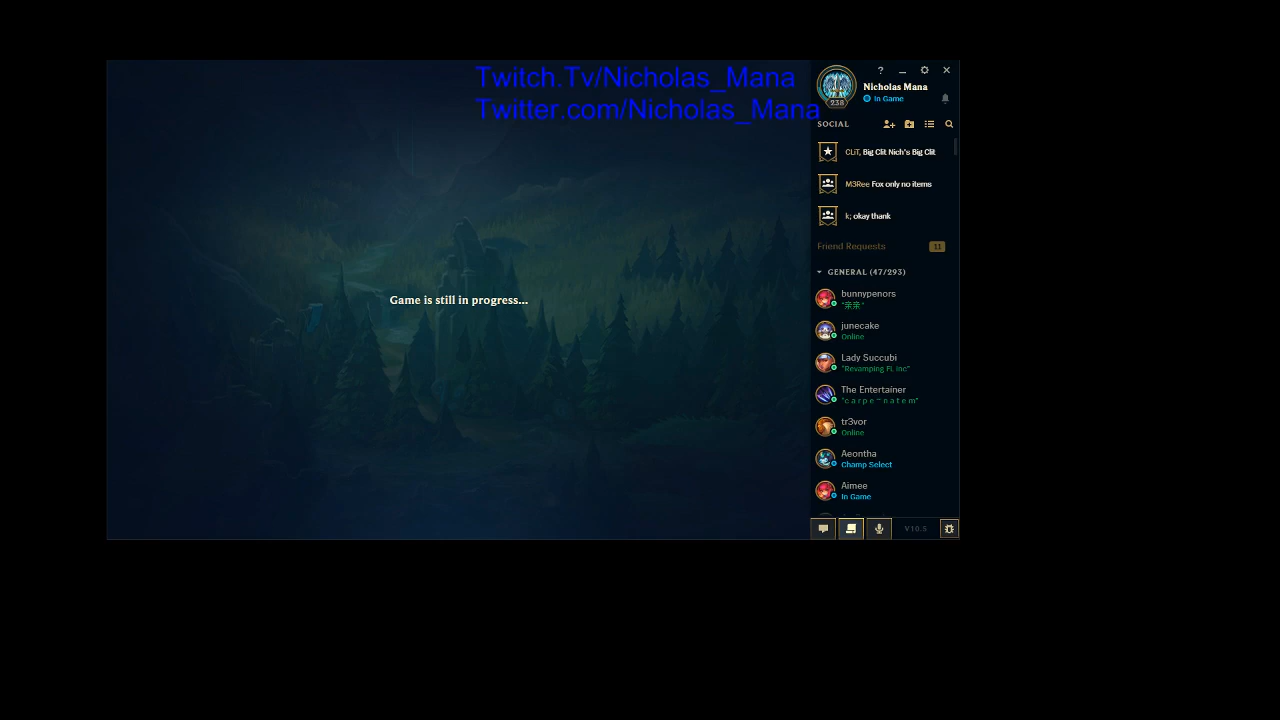 Twitch.Tv/Nicholas_Mana
Twitter.com/Nicholas_Mana
?
Nicholas Mana
238
In Game
SOCIAL
CLiT, Big Clit Nich's Big Clit
M3Ree Fox only no items
k; okay thank
Friend Requests 11
GENERAL (47/293)
Game is still in progress...
bunnypenors
"亲亲"
junecake
Online
Lady Succubi
"Revamping Fi, Inc"
The Entertainer
"c a r p e ~ n a t e m"
tr3vor
Online
Aeontha
Champ Select
Aimee
In Game
V10.5